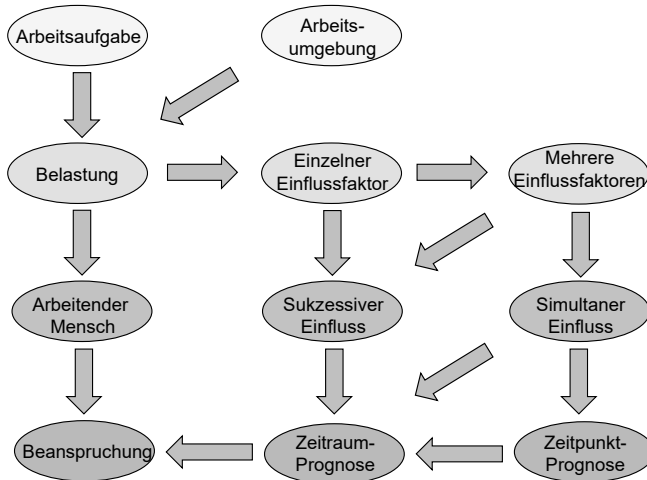 Arbeitsaufgabe
Arbeits-
umgebung
Belastung
Einzelner
Einflussfaktor
Mehrere
Einflussfaktoren
Arbeitender
Mensch
Sukzessiver
Einfluss
Simultaner
Einfluss
Beanspruchung
Zeitraum-
Prognose
Zeitpunkt-
Prognose